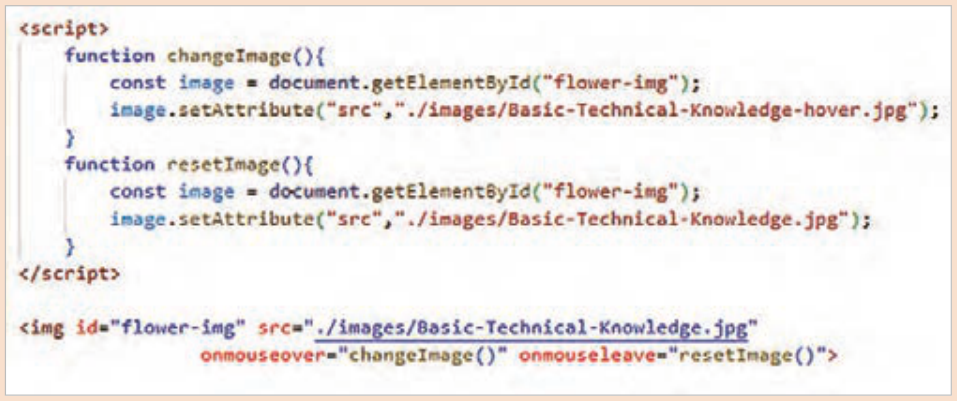 <script>
function changeImage(){
const image = document.getElementById("flower-img");
image.setAttribute("src","./images/Basic-Technical-Knowledge-hover.jpg");
}
function resetImage(){
const image = document.getElementById("flower-img");
image.setAttribute("src","./images/Basic-Technical-Knowledge.jpg");
}
</script>
<img id="flower-img" src="./images/Basic-Technical-Knowledge.jpg"
onmouseover="changeImage()" onmouseleave="resetImage()">